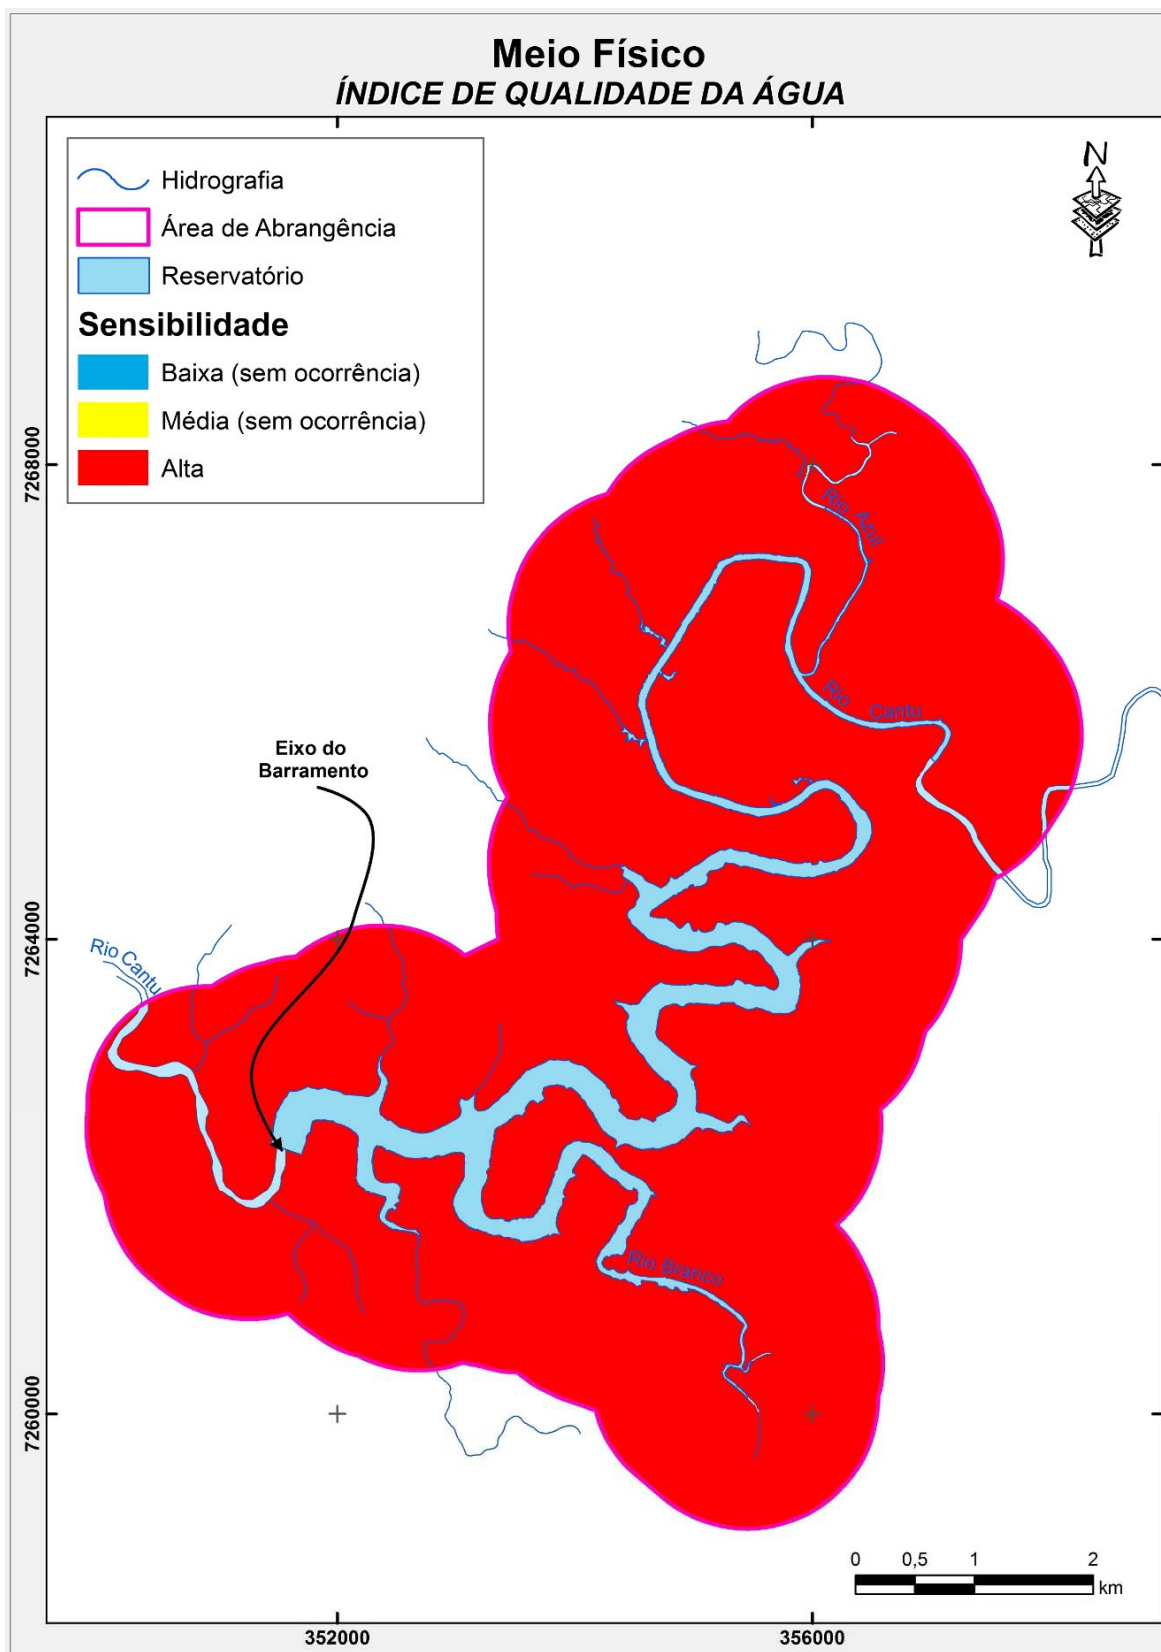 Meio Físico
ÍNDICE DE QUALIDADE DA ÁGUA
Hidrografia
Área de Abrangência
Reservatório
Sensibilidade
Baixa (sem ocorrência)
Média (sem ocorrência)
Alta
N
7268000
Rio Azul
Rio Cantu
Eixo do
Barramento
7264000
Rio Cantu
Rio Branco
7260000
0 0,5 1 2
km
352000 356000